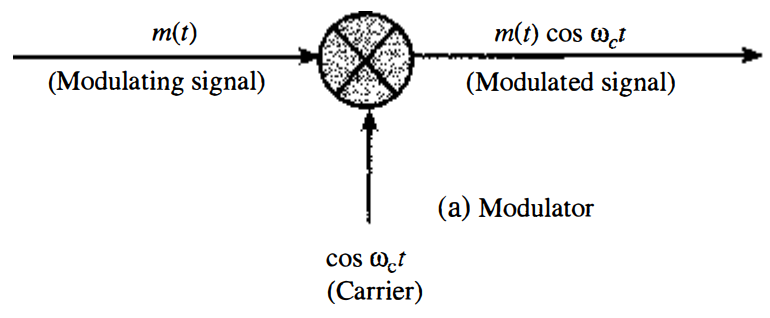 m(t)
(Modulating signal)
m(t) cos ω_c t
(Modulated signal)
(a) Modulator
cos ω_c t
(Carrier)